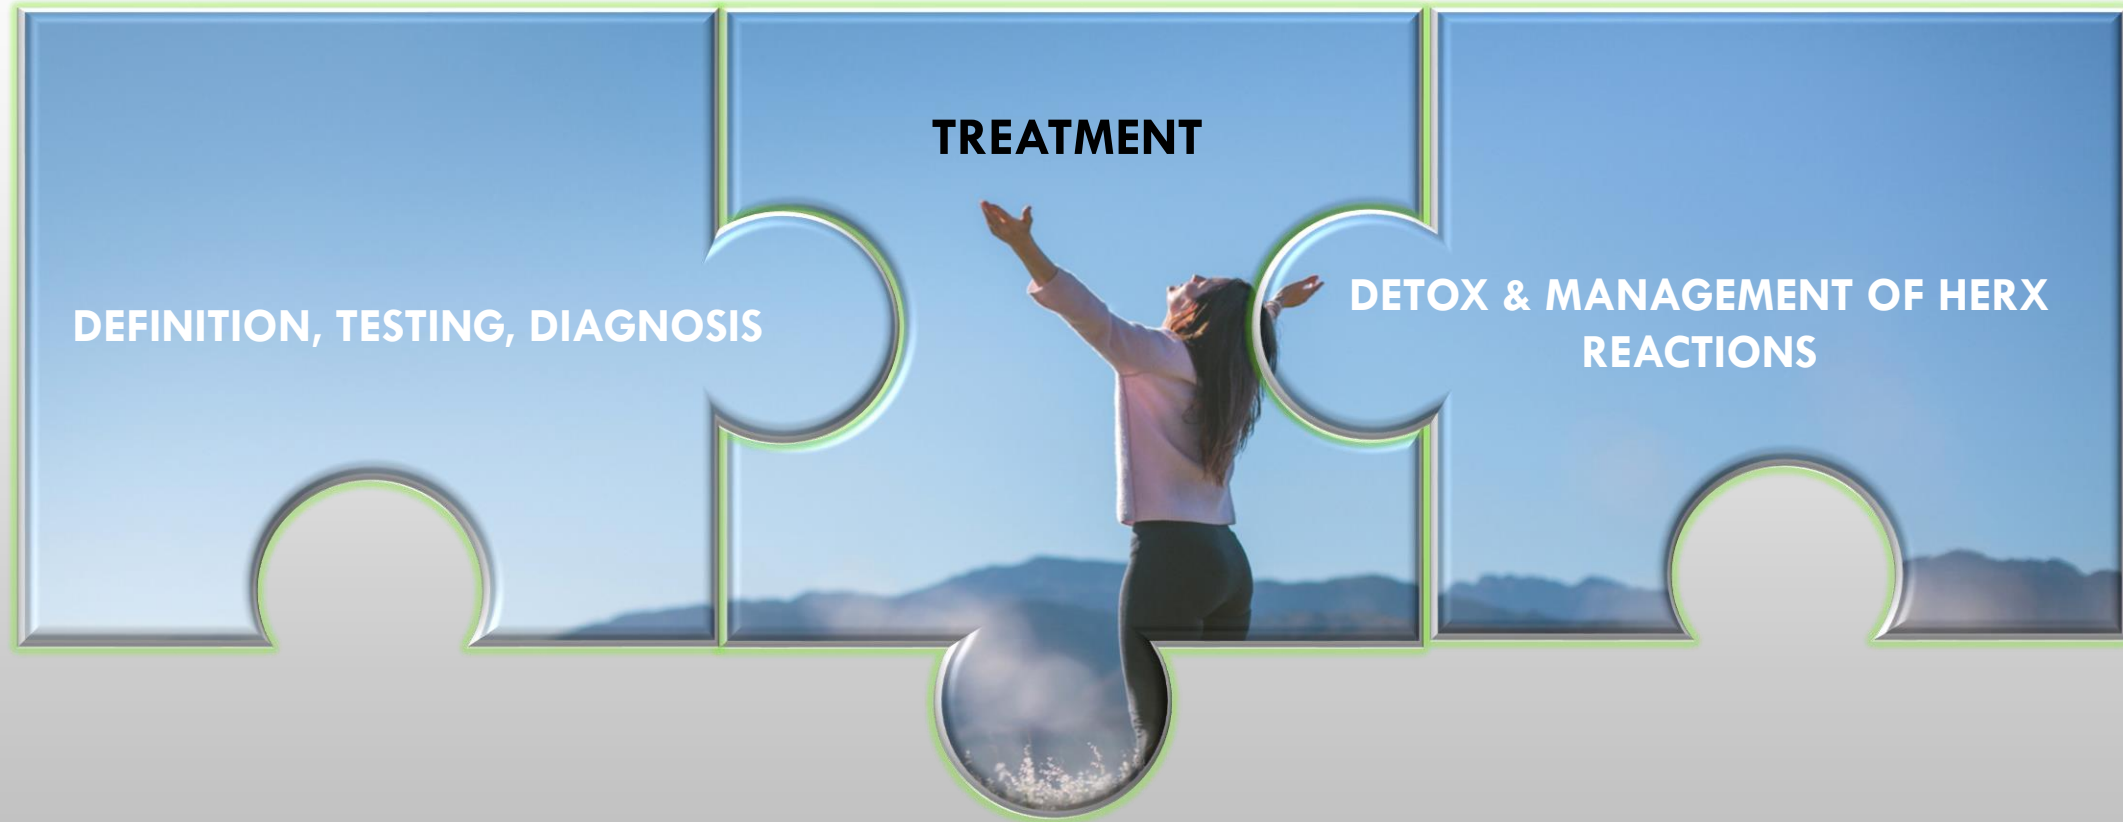 DEFINITION, TESTING, DIAGNOSIS
TREATMENT
DETOX & MANAGEMENT OF HERX
REACTIONS